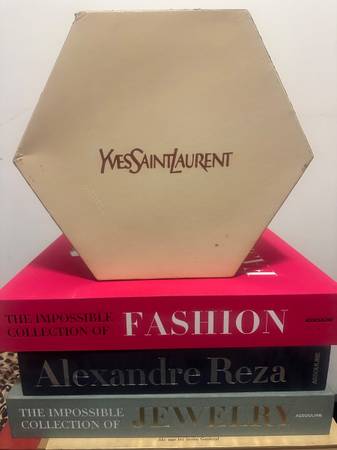 YVESSAINTLAURENT
THE IMPOSSIBLE
COLLECTION OF
FASHION
ASSOULINE
Alexandre Reza
ASSOULINE
THE IMPOSSIBLE
COLLECTION OF
JEWELRY
ASSOULINE